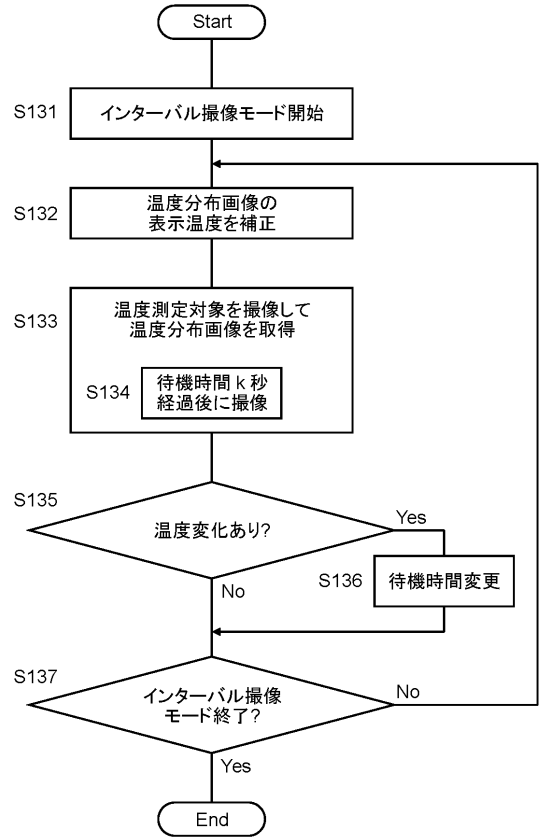 Start
S131
インターバル撮像モード開始
S132
温度分布画像の
表示温度を補正
S133
温度測定対象を撮像して
温度分布画像を取得
S134
待機時間k秒
経過後に撮像
S135
温度変化あり?
Yes
No
S136
待機時間変更
S137
インターバル撮像
モード終了?
No
Yes
End